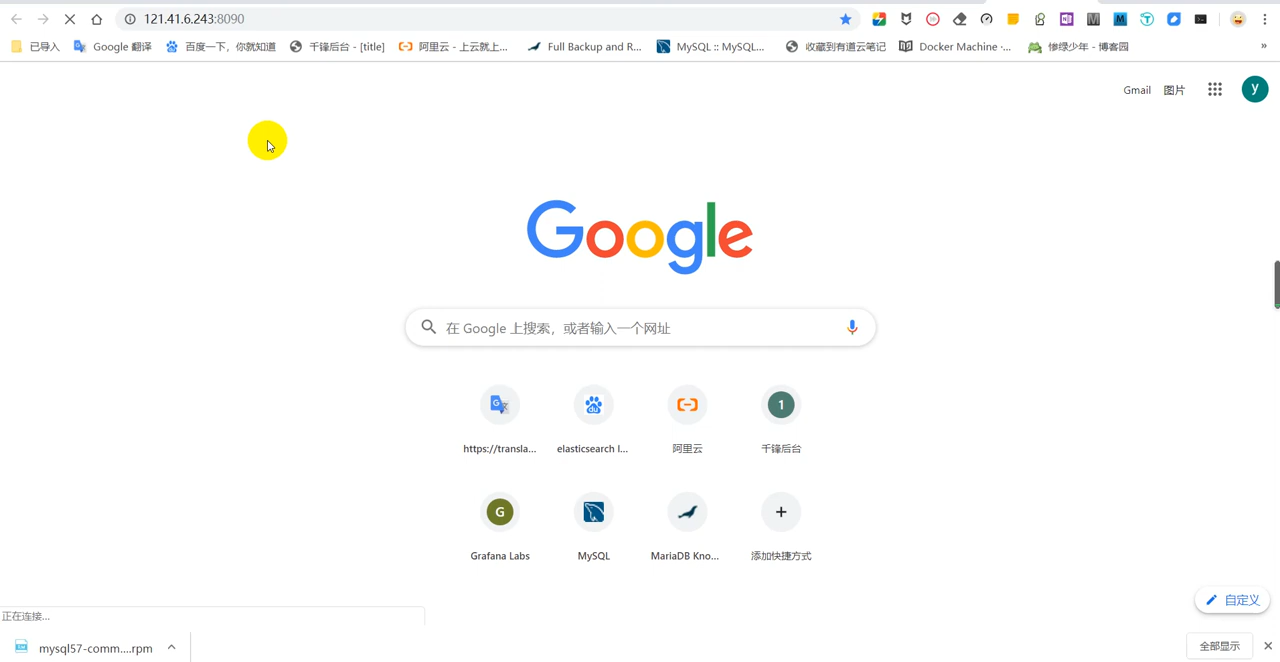 121.41.6.243:8090
已导入 Google 翻译 百度一下，你就知道 千锋后台 - [title] 阿里云 - 上云就上... Full Backup and R... MySQL :: MySQL... 收藏到有道云笔记 Docker Machine ·... 惨绿少年 - 博客园 »
Gmail 图片 y
Google
在 Google 上搜索，或者输入一个网址
1
https://transla... elasticsearch l... 阿里云 千锋后台
G
Grafana Labs MySQL MariaDB Kno... 添加快捷方式
自定义
正在连接...
mysql57-comm....rpm 全部显示